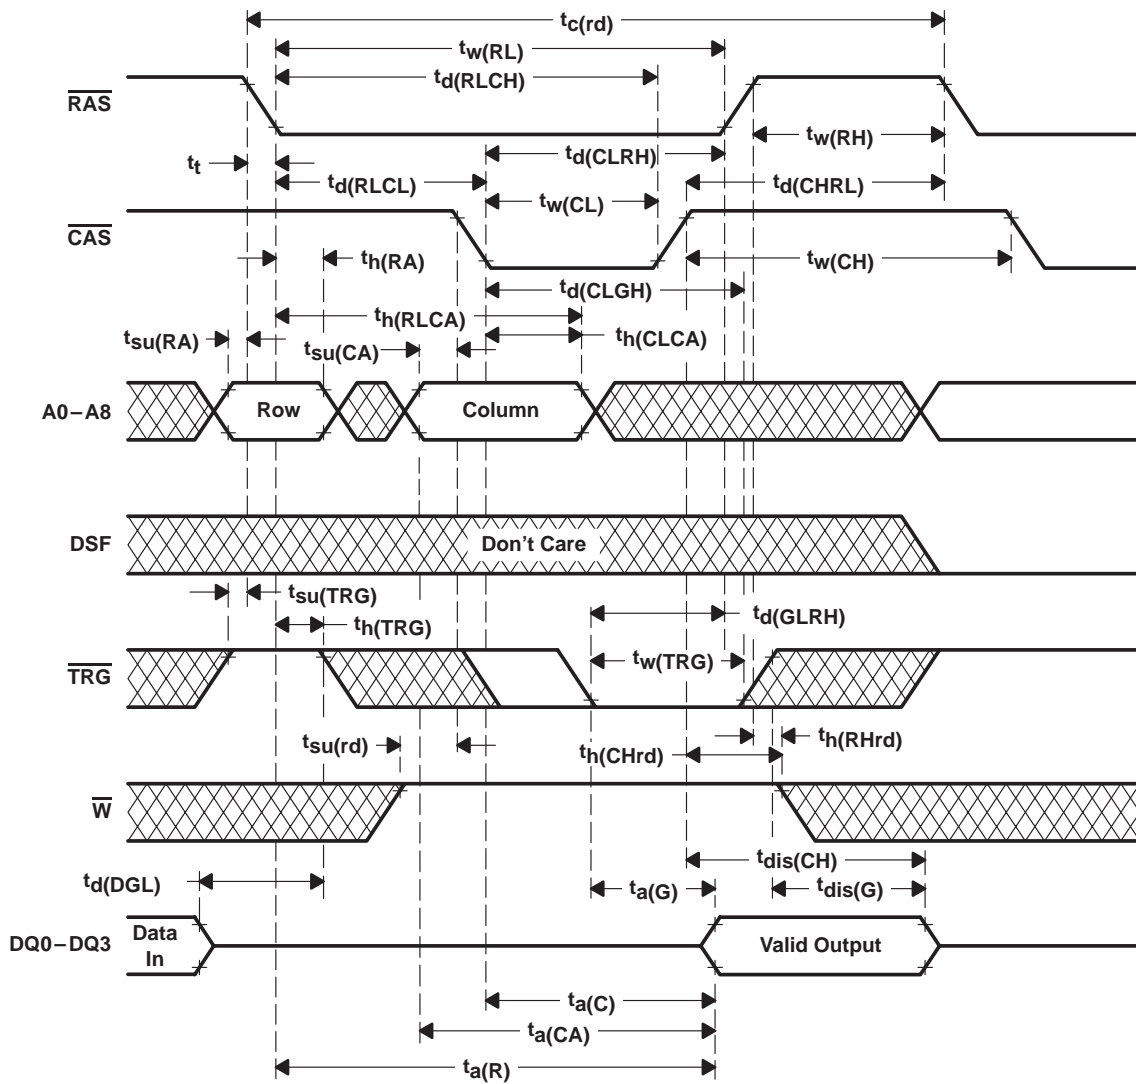 tc(rd)
tw(RL)
td(RLCH)
RAS
tw(RH)
tt
td(CLRH)
td(RLCL)
td(CHRL)
tw(CL)
CAS
th(RA)
tw(CH)
td(CLGH)
th(RLCA)
tsu(RA)
tsu(CA)
th(CLCA)
A0–A8
Row
Column
DSF
Don't Care
tsu(TRG)
th(TRG)
td(GLRH)
TRG
tw(TRG)
tsu(rd)
th(CHrd)
th(RHrd)
W
tdis(CH)
td(DGL)
ta(G)
tdis(G)
DQ0–DQ3
Data
In
Valid Output
ta(C)
ta(CA)
ta(R)